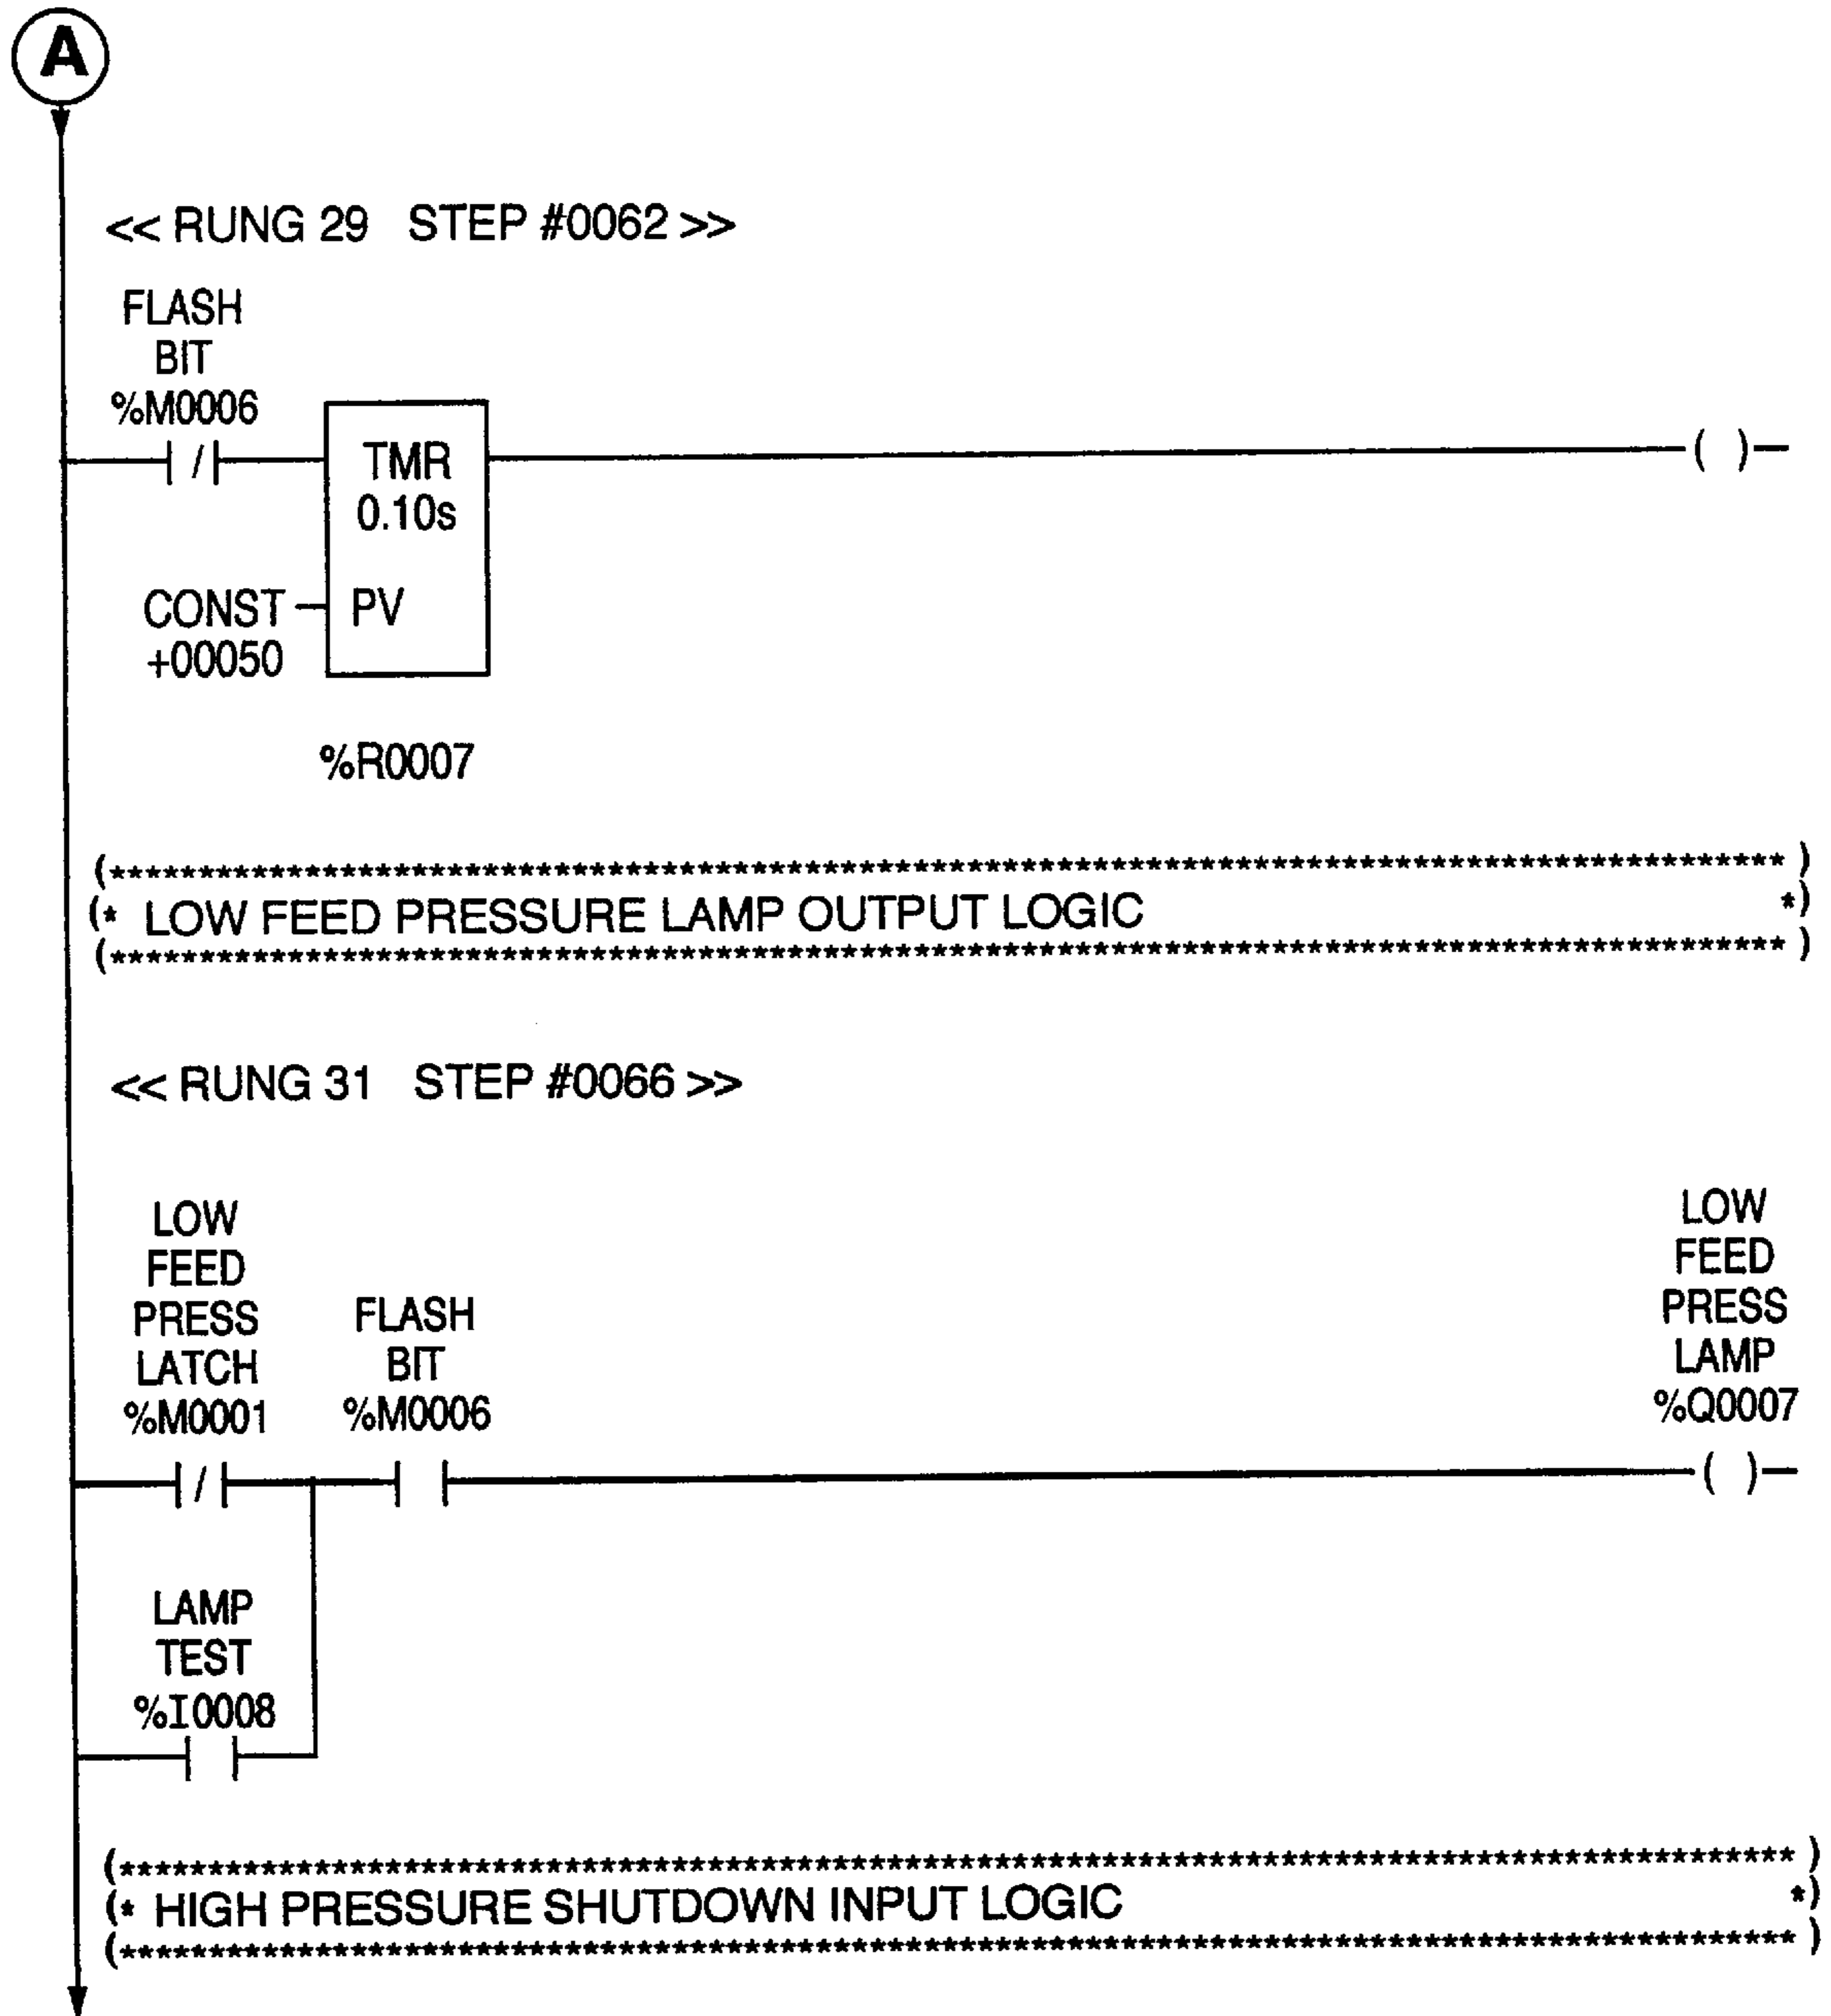 A
<< RUNG 29 STEP #0062 >>
FLASH
BIT
%M0006
TMR
0.10s
CONST PV
+00050
%R0007
(*********************************************************************************************)
(* LOW FEED PRESSURE LAMP OUTPUT LOGIC *)
(*********************************************************************************************)
<< RUNG 31 STEP #0066 >>
LOW
FEED
PRESS
LATCH
%M0001
FLASH
BIT
%M0006
LOW
FEED
PRESS
LAMP
%Q0007
LAMP
TEST
%I0008
(*********************************************************************************************)
(* HIGH PRESSURE SHUTDOWN INPUT LOGIC *)
(*********************************************************************************************)